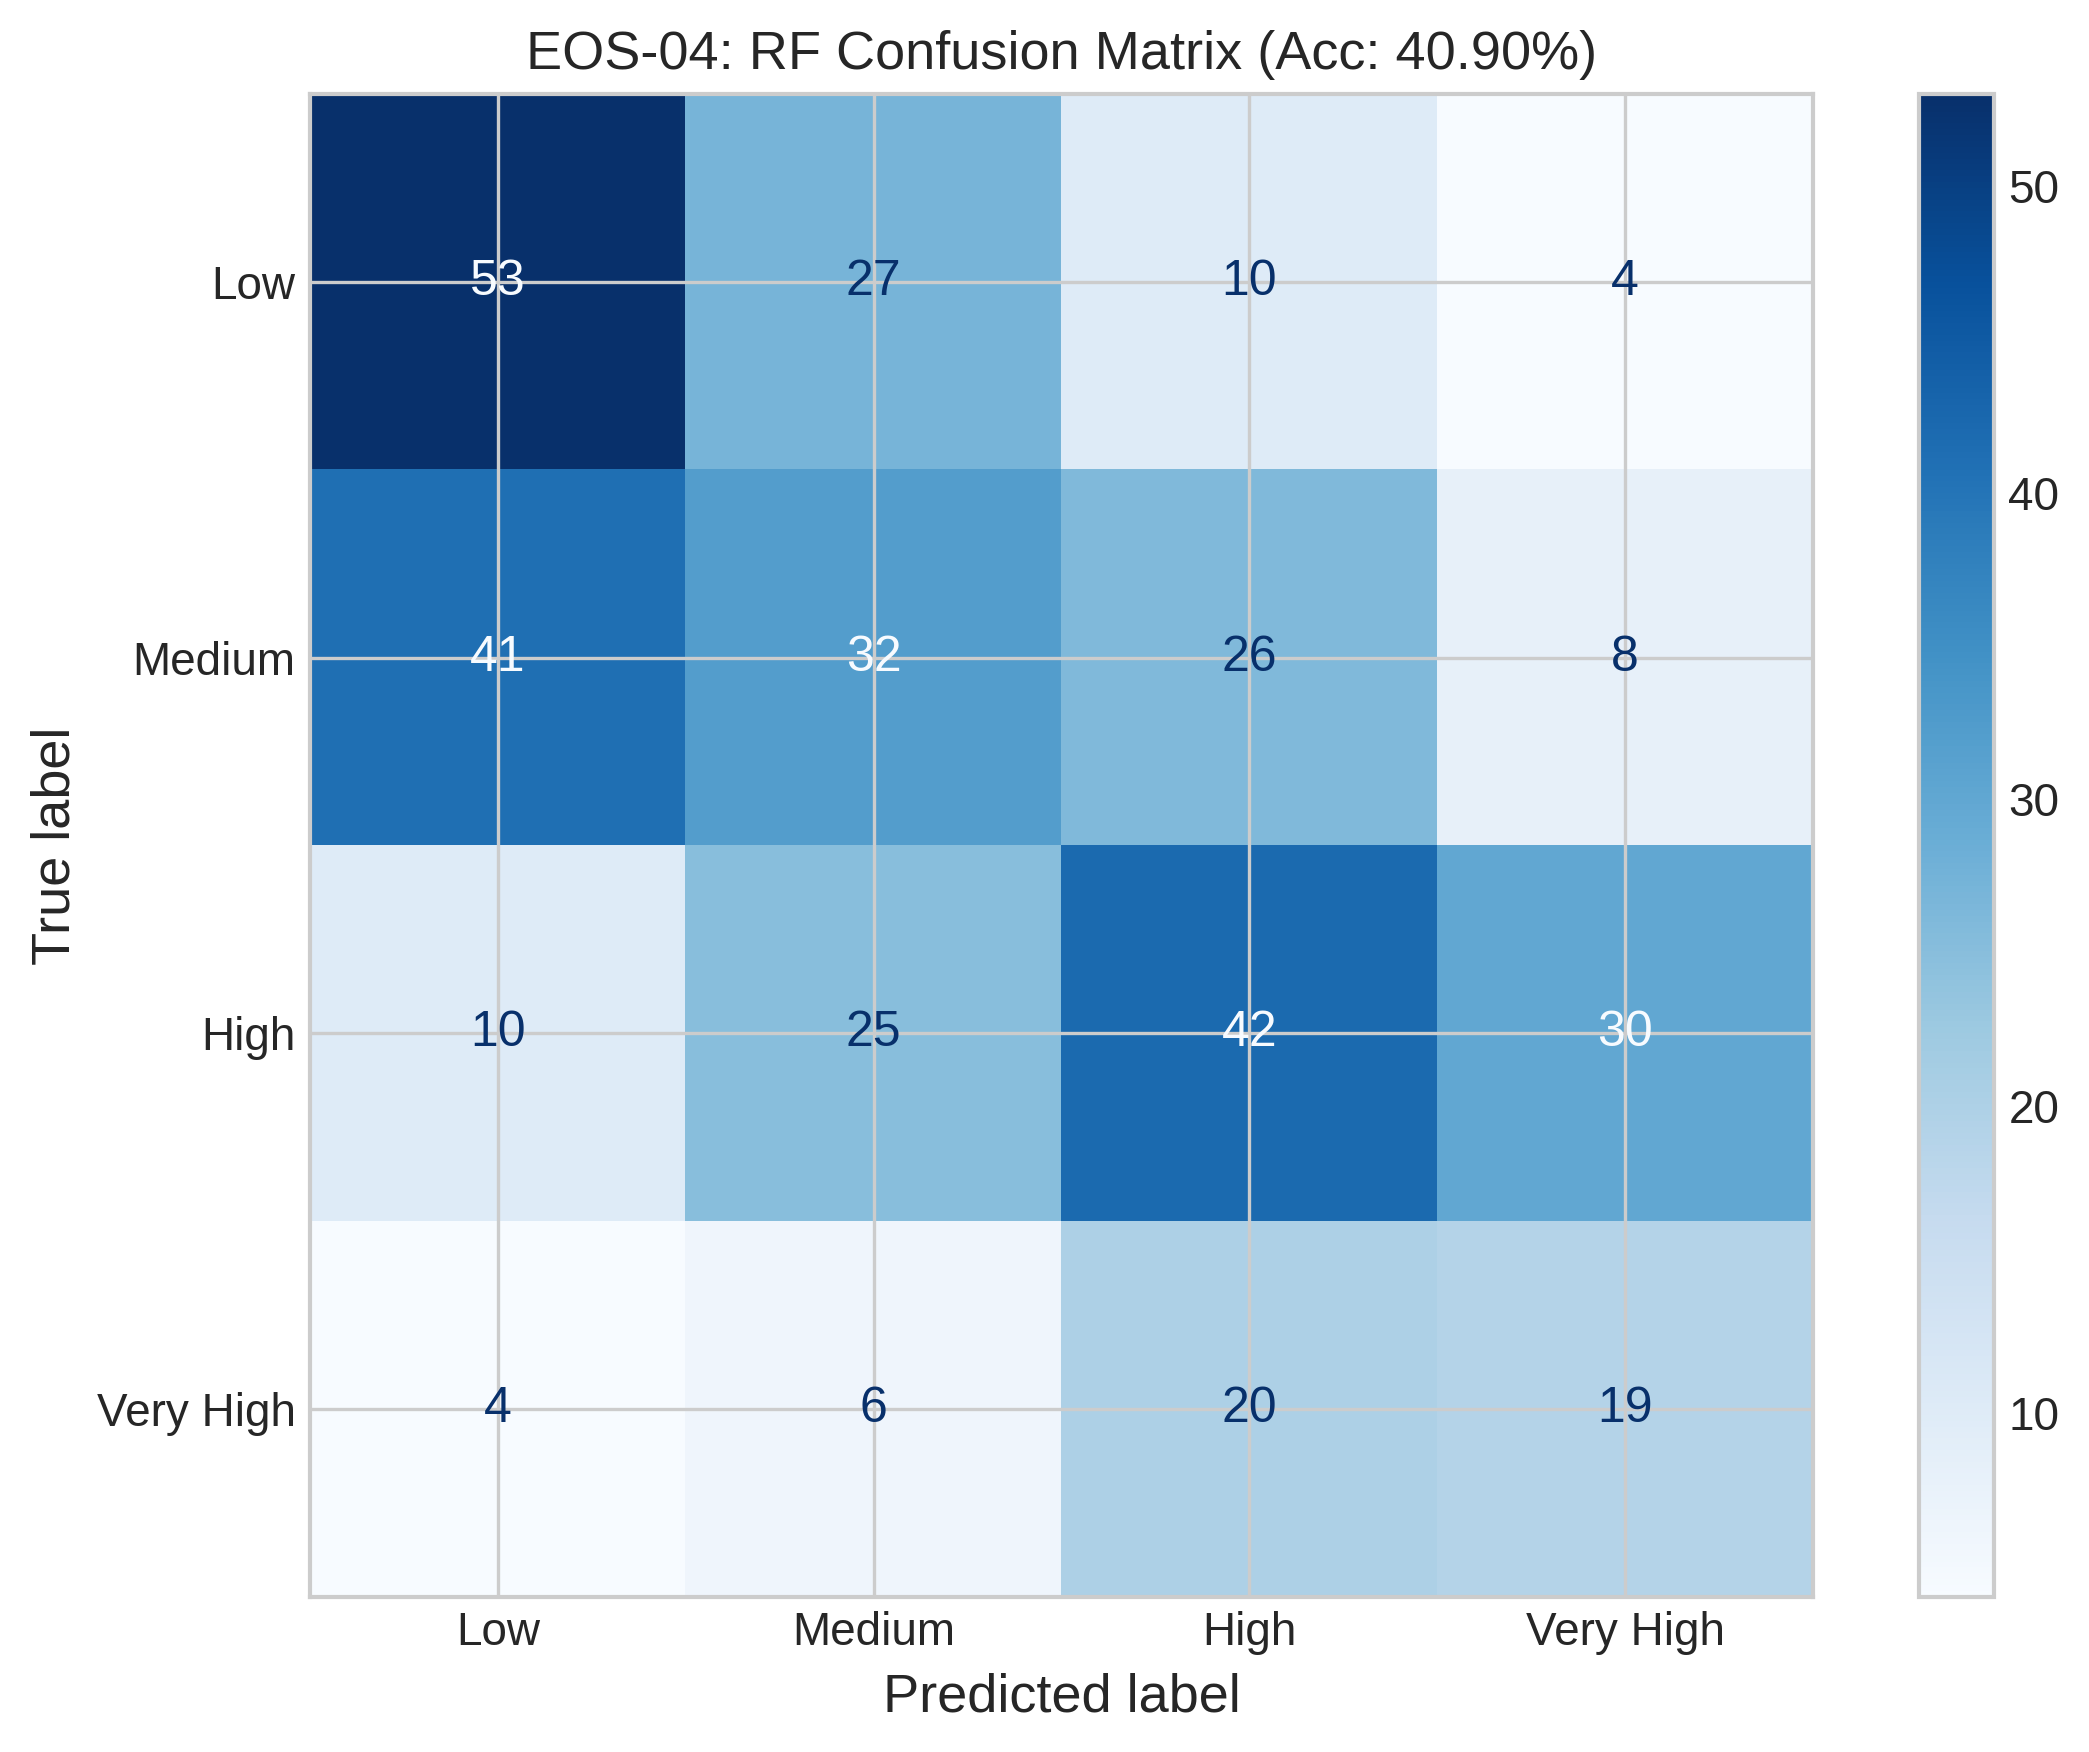 EOS-04: RF Confusion Matrix (Acc: 40.90%)
Low 53 27 10 4
Medium 41 32 26 8
High 10 25 42 30
Very High 4 6 20 19
Low Medium High Very High
Predicted label
True label
50
40
30
20
10